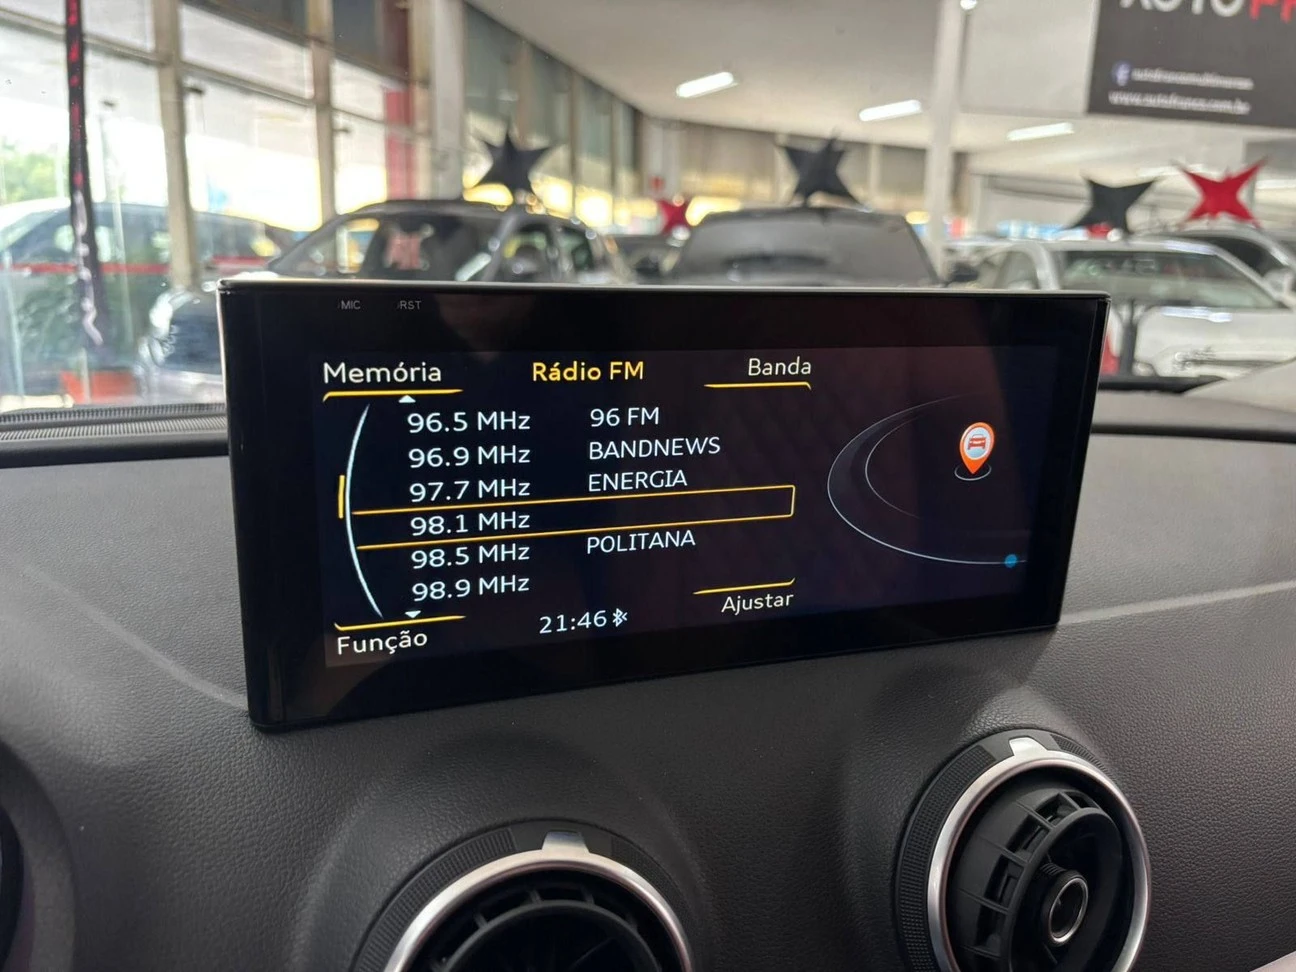 MIC RST
Memória Rádio FM Banda
96.5 MHz 96 FM
96.9 MHz BANDNEWS
97.7 MHz ENERGIA
98.1 MHz
98.5 MHz POLITANA
98.9 MHz
Ajustar
21:46
Função